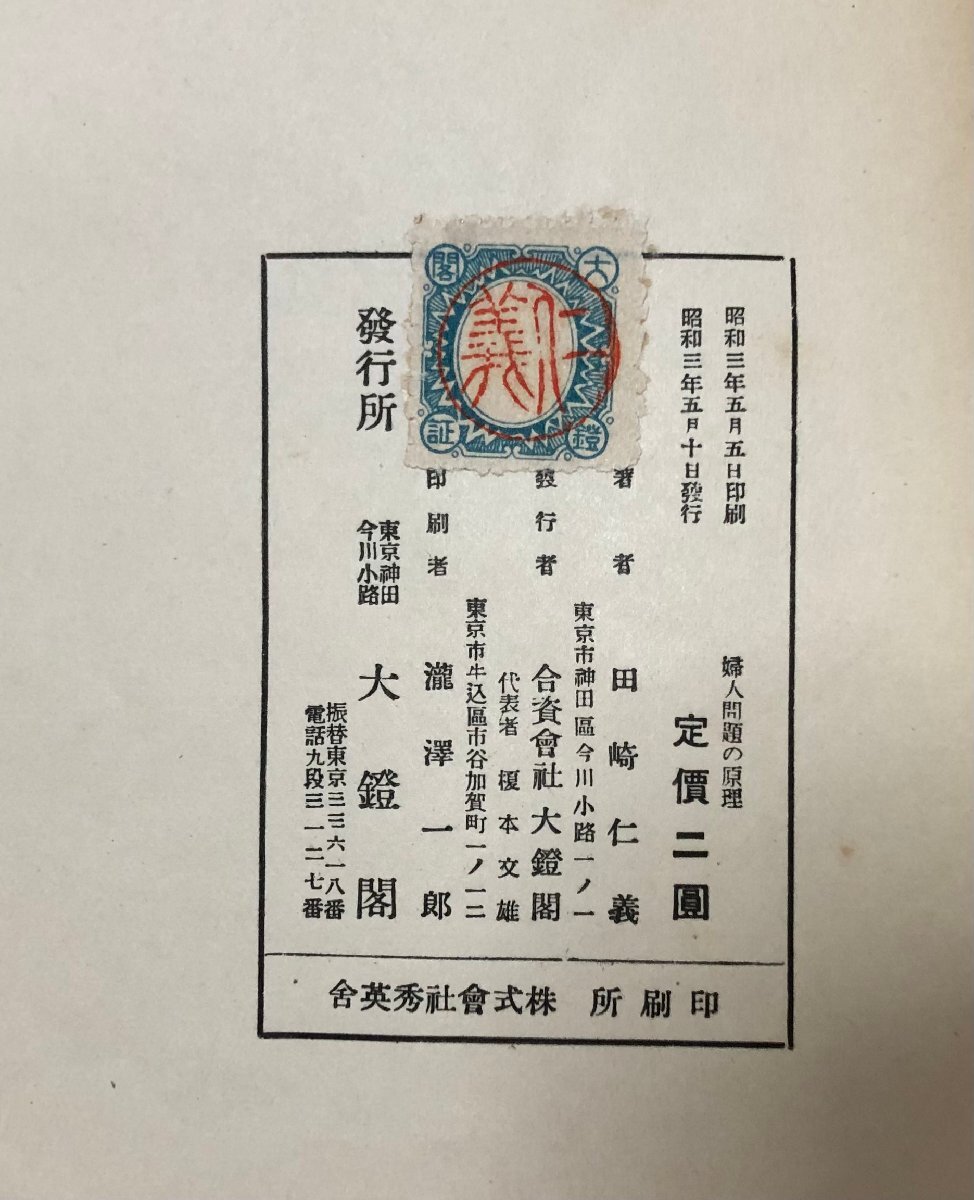 昭和三年五月五日印刷
昭和三年五月十日發行
婦人問題の原理
定價二圓
著者 田崎仁義
東京市神田區今川小路一ノ一
發行者 合資會社大鐙閣
代表者 榎本文雄
東京市牛込區市谷加賀町一ノ一二
印刷者 瀧澤一郎
發行所 東京神田今川小路 大鐙閣
振替東京三三六一八番
電話九段三一二七番
印刷所 株式會社秀英舍
大鐙閣証
仁義